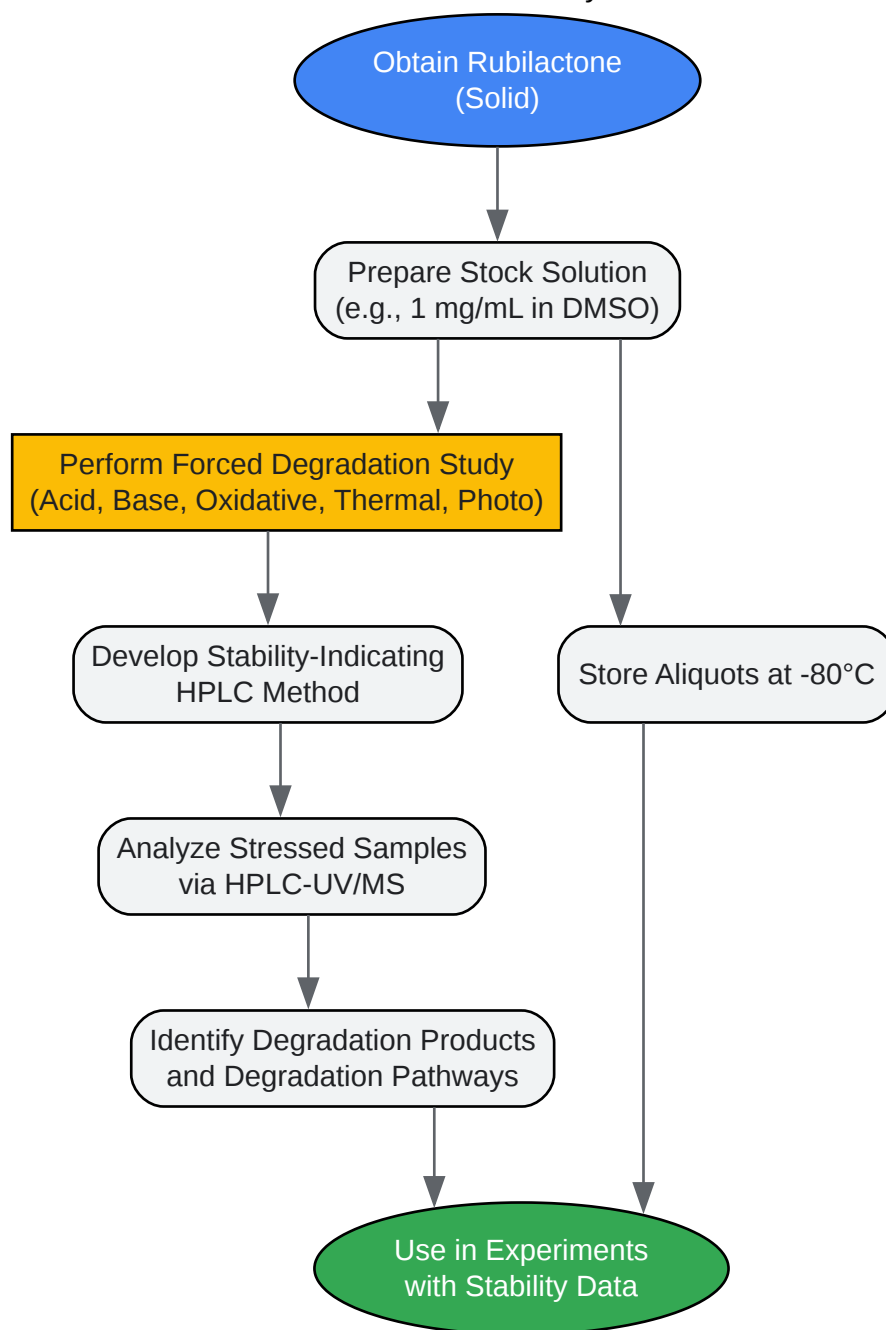 Obtain Rubilactone
(Solid)
Prepare Stock Solution
(e.g., 1 mg/mL in DMSO)
Perform Forced Degradation Study
(Acid, Base, Oxidative, Thermal, Photo)
Develop Stability-Indicating
HPLC Method
Store Aliquots at -80°C
Analyze Stressed Samples
via HPLC-UV/MS
Identify Degradation Products
and Degradation Pathways
Use in Experiments
with Stability Data